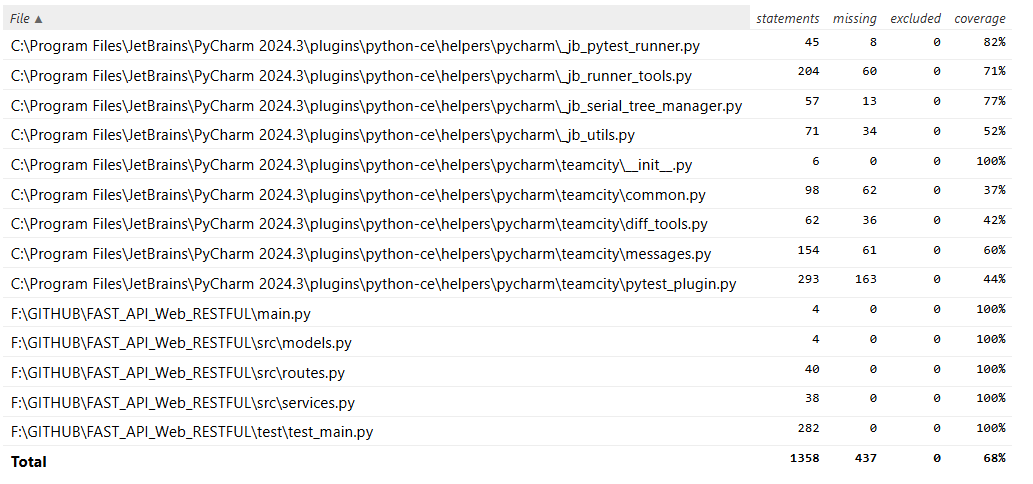 File ▲ statements missing excluded coverage
C:\Program Files\JetBrains\PyCharm 2024.3\plugins\python-ce\helpers\pycharm\_jb_pytest_runner.py 45 8 0 82%
C:\Program Files\JetBrains\PyCharm 2024.3\plugins\python-ce\helpers\pycharm\_jb_runner_tools.py 204 60 0 71%
C:\Program Files\JetBrains\PyCharm 2024.3\plugins\python-ce\helpers\pycharm\_jb_serial_tree_manager.py 57 13 0 77%
C:\Program Files\JetBrains\PyCharm 2024.3\plugins\python-ce\helpers\pycharm\_jb_utils.py 71 34 0 52%
C:\Program Files\JetBrains\PyCharm 2024.3\plugins\python-ce\helpers\pycharm\teamcity\__init__.py 6 0 0 100%
C:\Program Files\JetBrains\PyCharm 2024.3\plugins\python-ce\helpers\pycharm\teamcity\common.py 98 62 0 37%
C:\Program Files\JetBrains\PyCharm 2024.3\plugins\python-ce\helpers\pycharm\teamcity\diff_tools.py 62 36 0 42%
C:\Program Files\JetBrains\PyCharm 2024.3\plugins\python-ce\helpers\pycharm\teamcity\messages.py 154 61 0 60%
C:\Program Files\JetBrains\PyCharm 2024.3\plugins\python-ce\helpers\pycharm\teamcity\pytest_plugin.py 293 163 0 44%
F:\GITHUB\FAST_API_Web_RESTFUL\main.py 4 0 0 100%
F:\GITHUB\FAST_API_Web_RESTFUL\src\models.py 4 0 0 100%
F:\GITHUB\FAST_API_Web_RESTFUL\src\routes.py 40 0 0 100%
F:\GITHUB\FAST_API_Web_RESTFUL\src\services.py 38 0 0 100%
F:\GITHUB\FAST_API_Web_RESTFUL\test\test_main.py 282 0 0 100%
Total 1358 437 0 68%